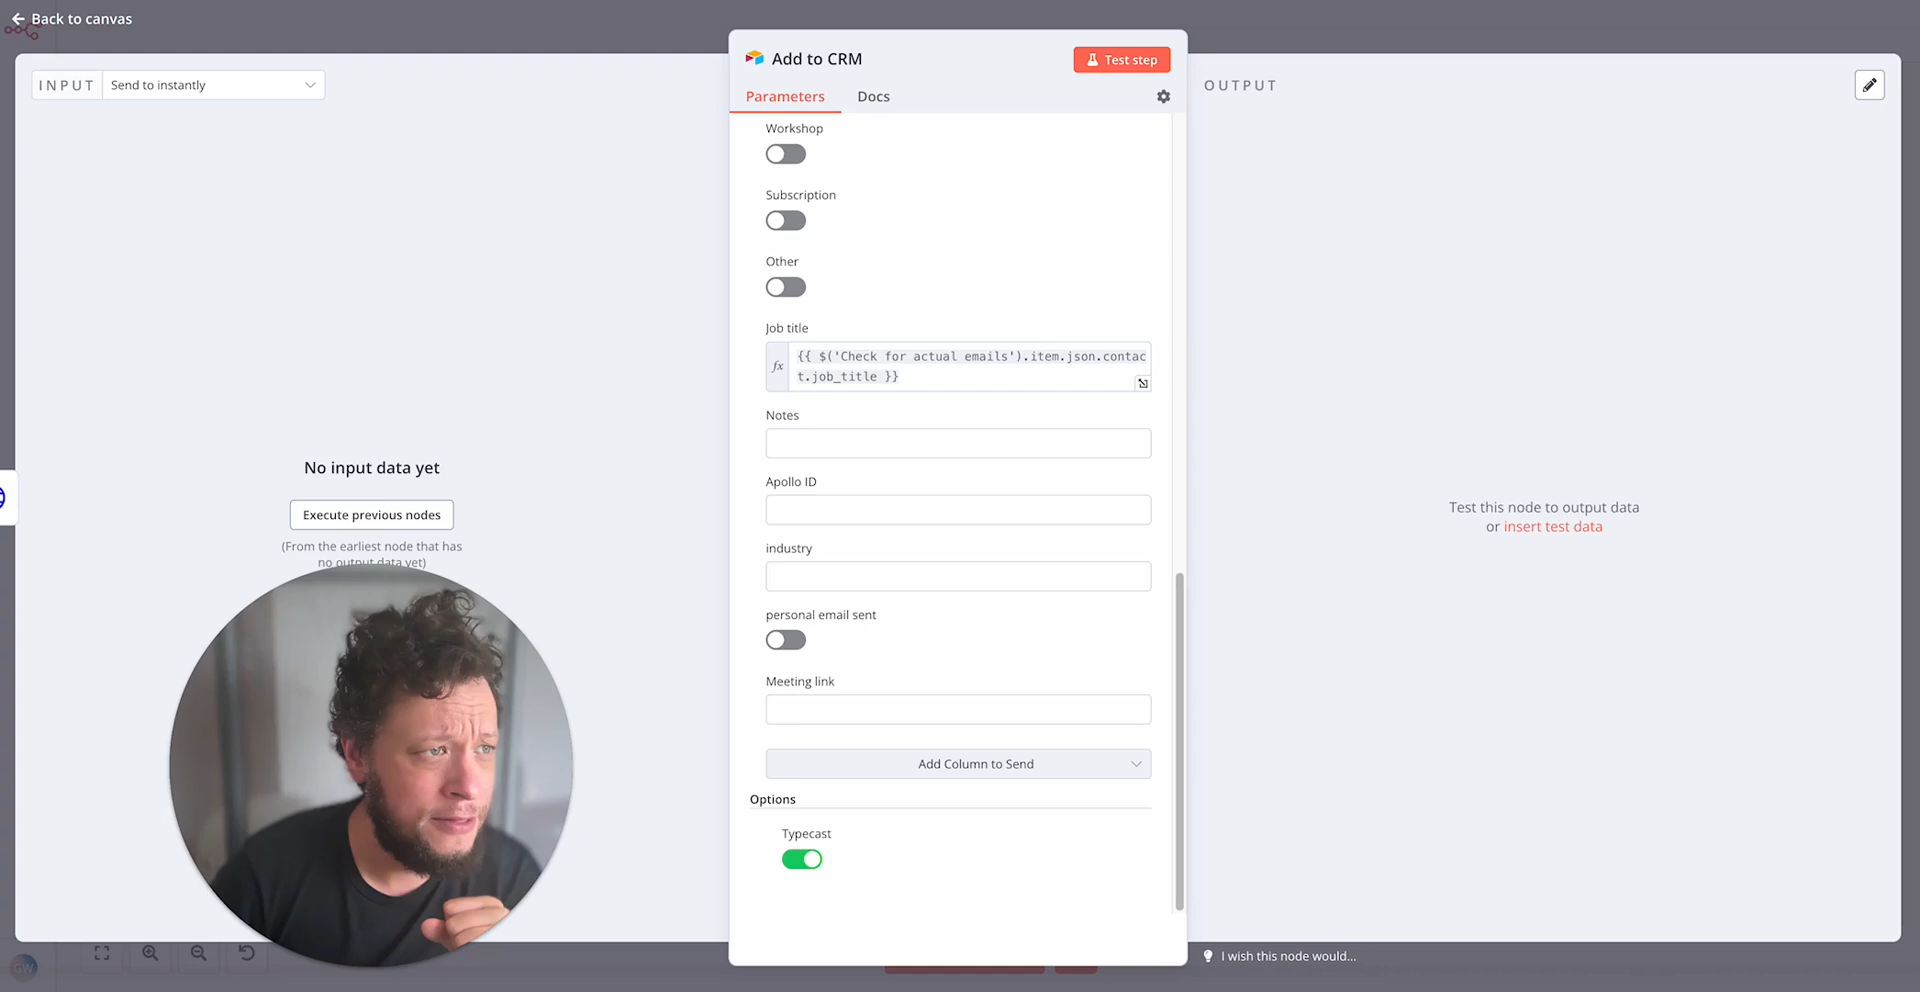 Back to canvas
INPUT
Send to instantly
No input data yet
Execute previous nodes
(From the earliest node that has
no output data yet)
Add to CRM
Test step
Parameters
Docs
Workshop
Subscription
Other
Job title
fx
{{ $('Check for actual emails').item.json.contac
t.job_title }}
Notes
Apollo ID
industry
personal email sent
Meeting link
Add Column to Send
Options
Typecast
OUTPUT
Test this node to output data
or insert test data
I wish this node would...
GW